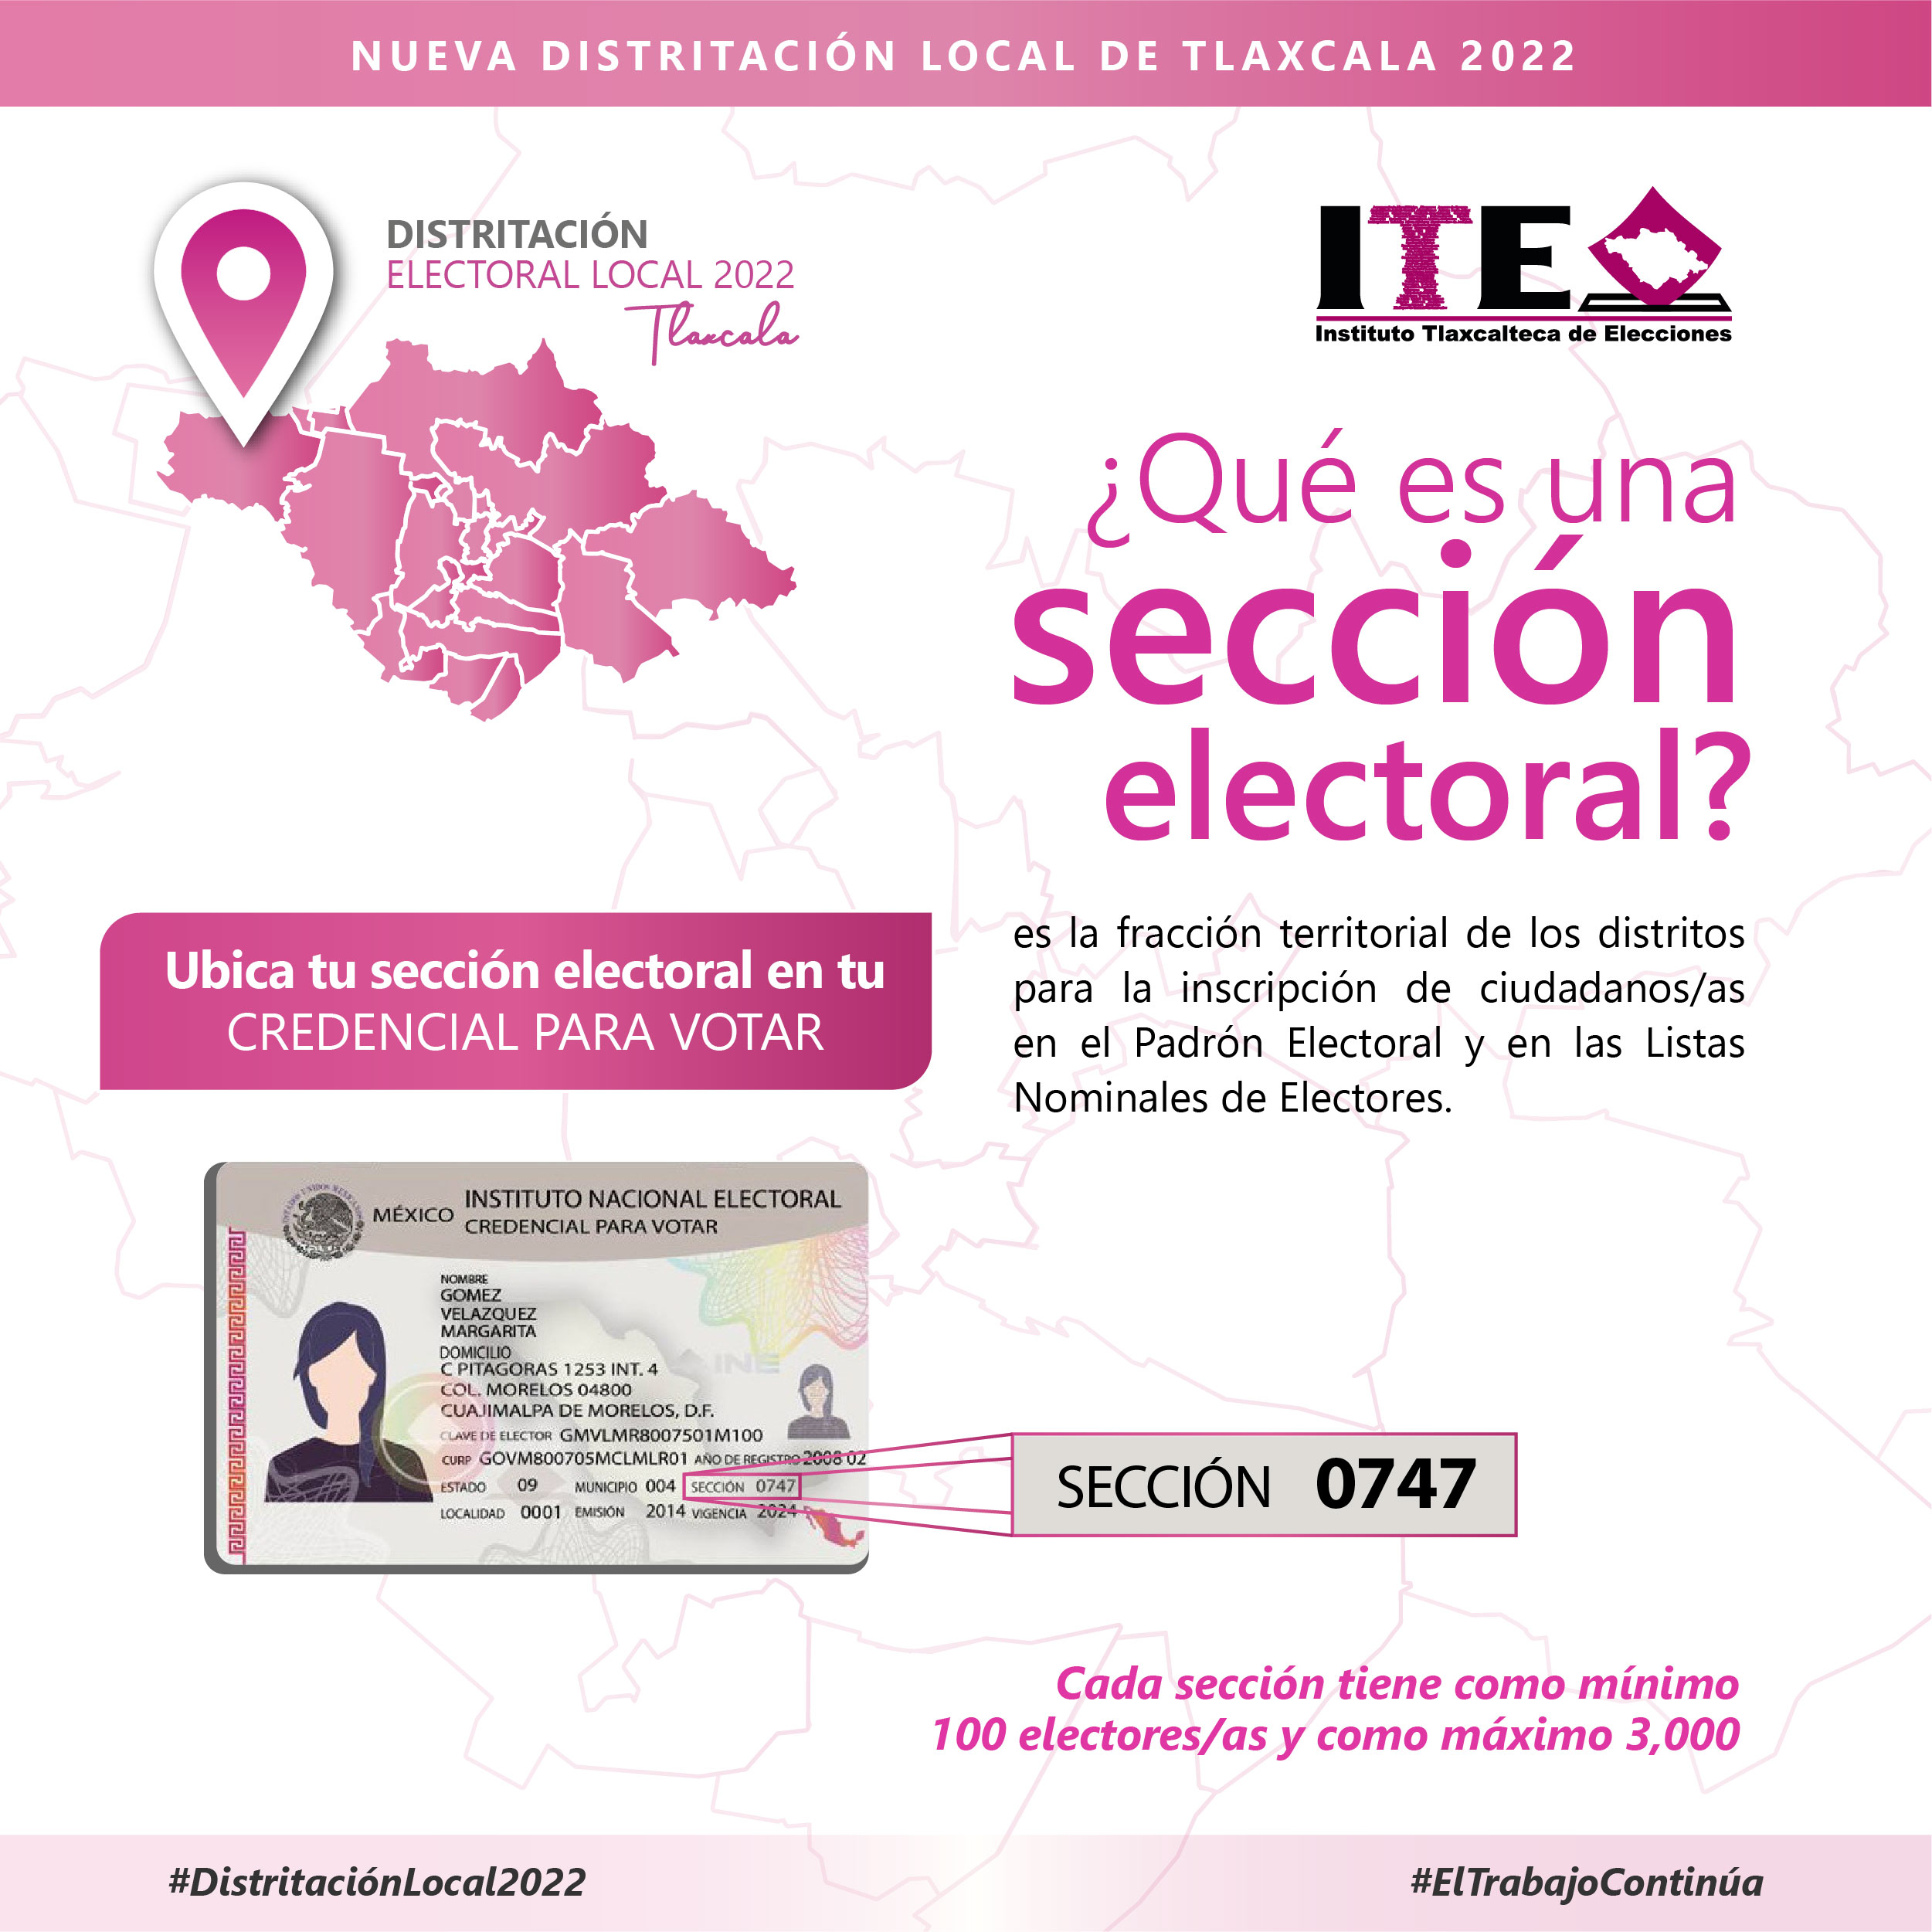 NUEVA DISTRITACIÓN LOCAL DE TLAXCALA 2022
DISTRITACIÓN
ELECTORAL LOCAL 2022
Tlaxcala
ITE
Instituto Tlaxcalteca de Elecciones
¿Qué es una
sección
electoral?
es la fracción territorial de los distritos
para la inscripción de ciudadanos/as
en el Padrón Electoral y en las Listas
Nominales de Electores.
Ubica tu sección electoral en tu
CREDENCIAL PARA VOTAR
ESTADOS UNIDOS MEXICANOS
MÉXICO
INSTITUTO NACIONAL ELECTORAL
CREDENCIAL PARA VOTAR
NOMBRE
GOMEZ
VELAZQUEZ
MARGARITA
DOMICILIO
C PITAGORAS 1253 INT. 4
COL. MORELOS 04800
CUAJIMALPA DE MORELOS, D.F.
INE
CLAVE DE ELECTOR GMVLMR8007501M100
CURP GOVM800705MCLMLR01 AÑO DE REGISTRO 2008 02
ESTADO 09 MUNICIPIO 004 SECCIÓN 0747
LOCALIDAD 0001 EMISIÓN 2014 VIGENCIA 2024
SECCIÓN 0747
Cada sección tiene como mínimo
100 electores/as y como máximo 3,000
#DistritaciónLocal2022
#ElTrabajoContinúa